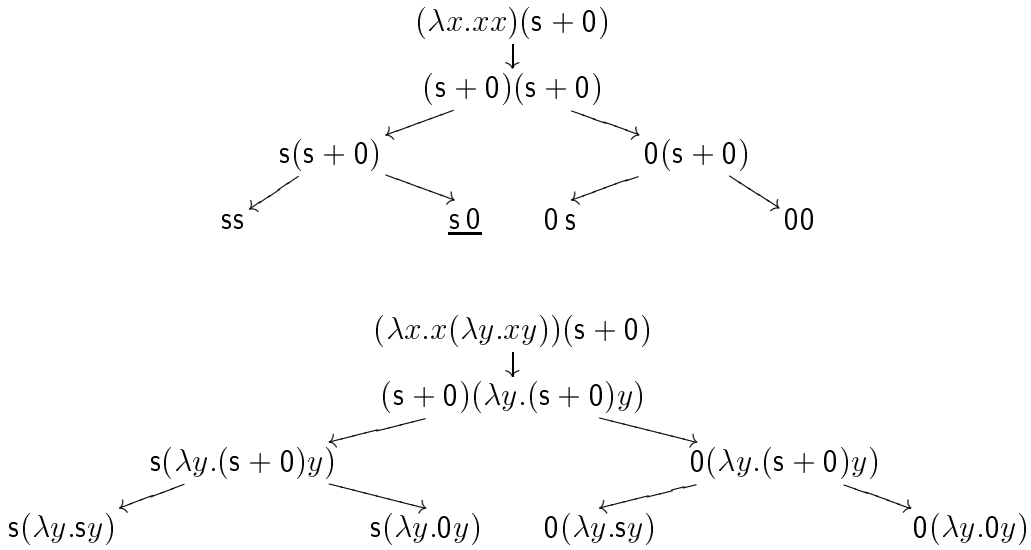 (λx.xx)(s + 0)
(s + 0)(s + 0)
s(s + 0) 0(s + 0)
ss s 0 0 s 00
(λx.x(λy.xy))(s + 0)
(s + 0)(λy.(s + 0)y)
s(λy.(s + 0)y) 0(λy.(s + 0)y)
s(λy.sy) s(λy.0y) 0(λy.sy) 0(λy.0y)